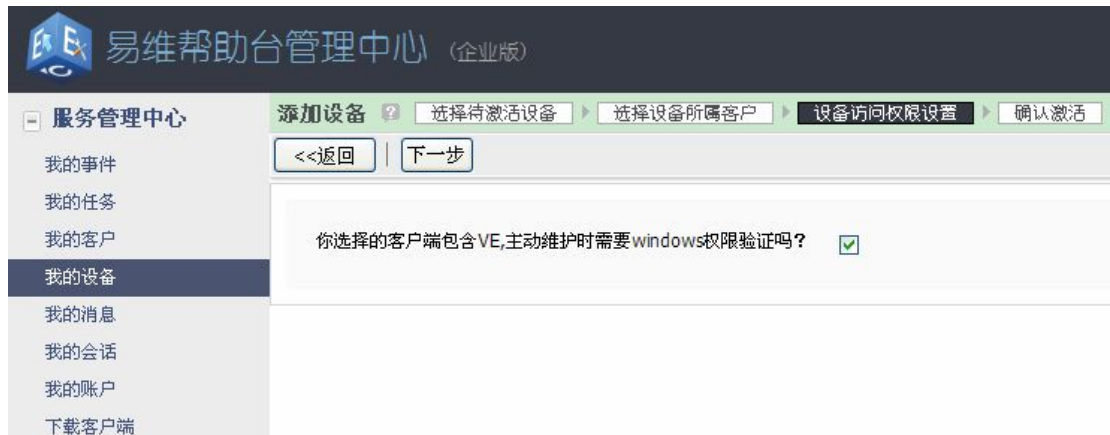 易维帮助台管理中心 (企业版)
服务管理中心
我的事件
我的任务
我的客户
我的设备
我的消息
我的会话
我的账户
下载客户端
添加设备 ? 选择待激活设备 选择设备所属客户 设备访问权限设置 确认激活
<<返回 | 下一步
你选择的客户端包含VE,主动维护时需要windows权限验证吗?